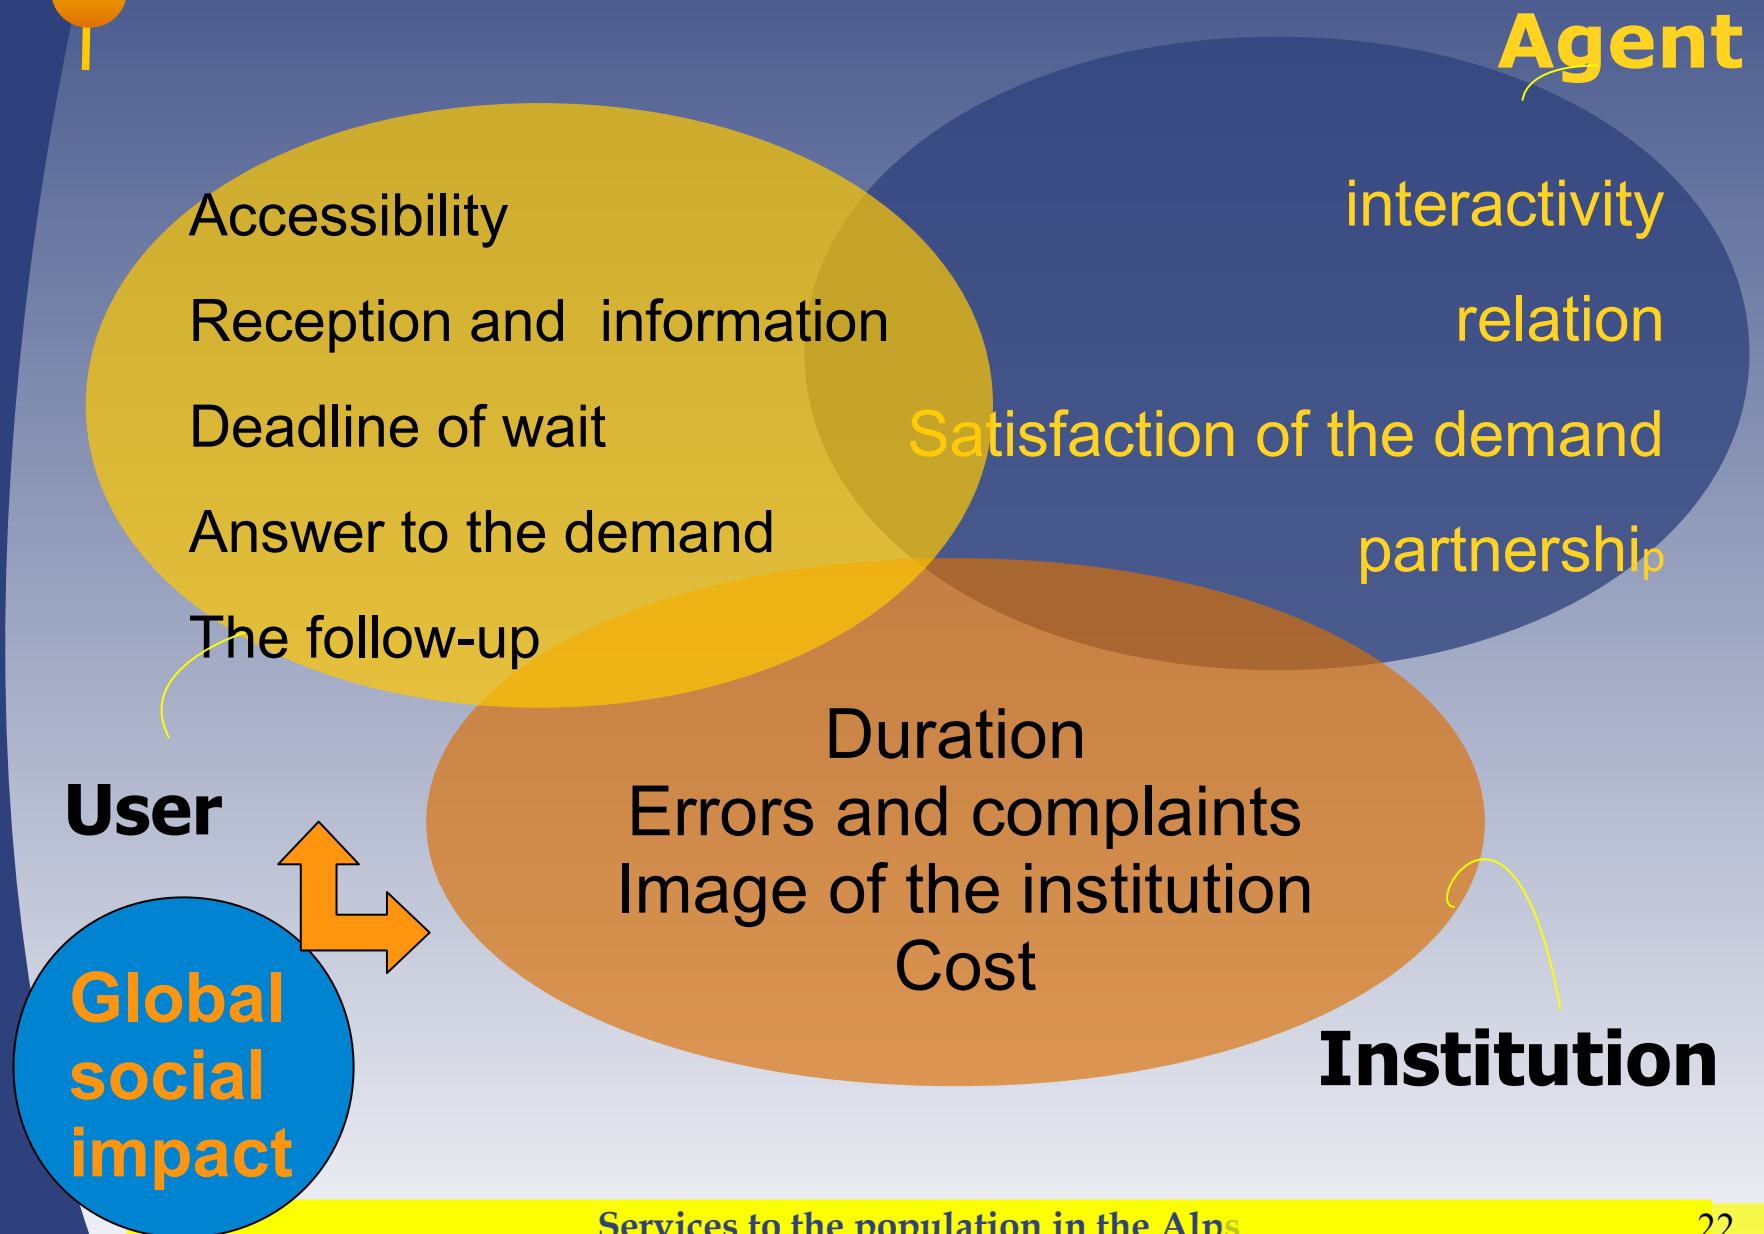 Agent
Accessibility
Reception and information
Deadline of wait
Answer to the demand
The follow-up
interactivity
relation
Satisfaction of the demand
partnership
Duration
Errors and complaints
Image of the institution
Cost
User
Institution
Global
social
impact
Services to the population in the Alps
22